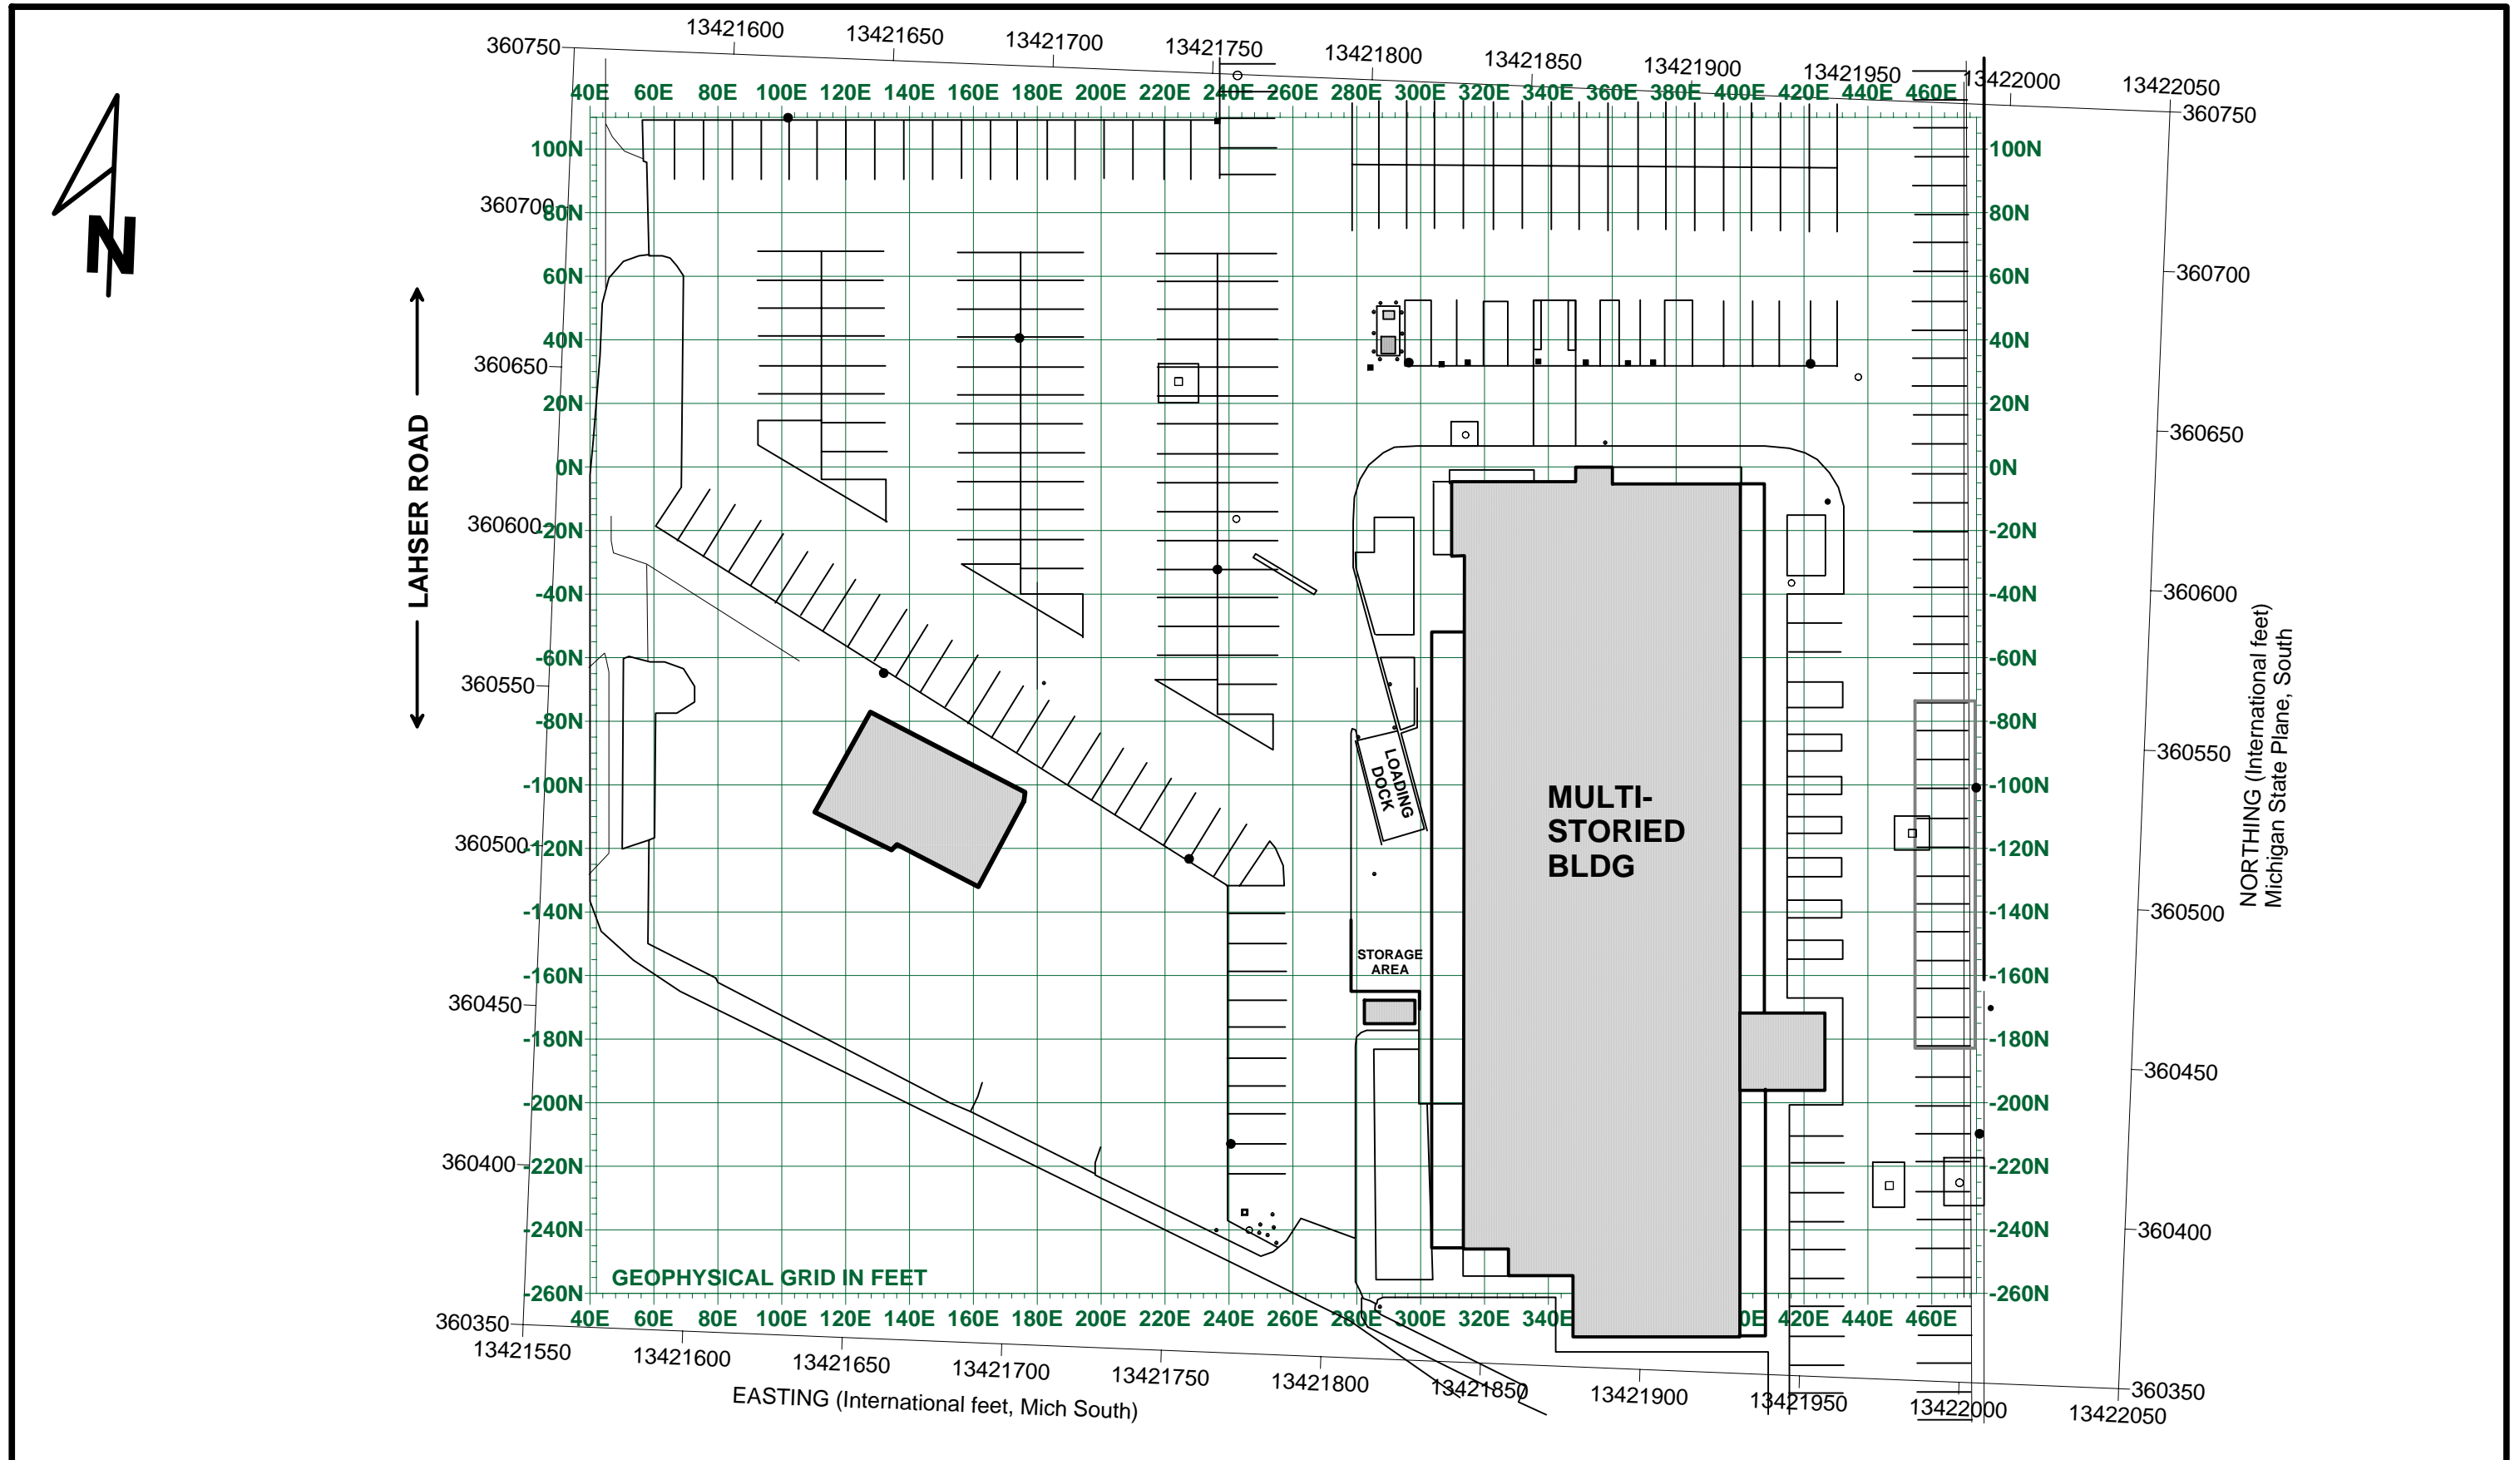 13421600 13421650 13421700 13421750 13421800 13421850 13421900 13421950 13422000 13422050
360750 360750
40E 60E 80E 100E 120E 140E 160E 180E 200E 220E 240E 260E 280E 300E 320E 340E 360E 380E 400E 420E 440E 460E
100N 100N
360700 80N 80N
N
60N 60N 360700
40N 40N
360650
20N 20N
360650
0N 0N
360600 -20N -20N
-40N -40N 360600
LAHSER ROAD
-60N -60N
360550
-80N -80N
360550
LOADING
DOCK
-100N -100N
MULTI-
STORIED
BLDG
NORTHING (International feet)
Michigan State Plane, South
360500 -120N -120N
-140N -140N 360500
STORAGE
AREA
-160N -160N
360450
-180N -180N
360450
-200N -200N
360400 -220N -220N
-240N -240N 360400
GEOPHYSICAL GRID IN FEET
-260N -260N
40E 60E 80E 100E 120E 140E 160E 180E 200E 220E 240E 260E 280E 300E 320E 340E 0E 420E 440E 460E
360350 360350
13421550 13421600 13421650 13421700 13421750 13421800 13421850 13421900 13421950 13422000 13422050
EASTING (International feet, Mich South)